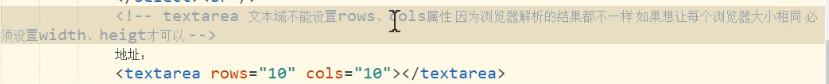 <!-- textarea 文本域不能设置rows、cols属性 因为浏览器解析的结果都不一样 如果想让每个浏览器大小相同 必
须设置width、heigt才可以 -->
地址:
<textarea rows="10" cols="10"></textarea>